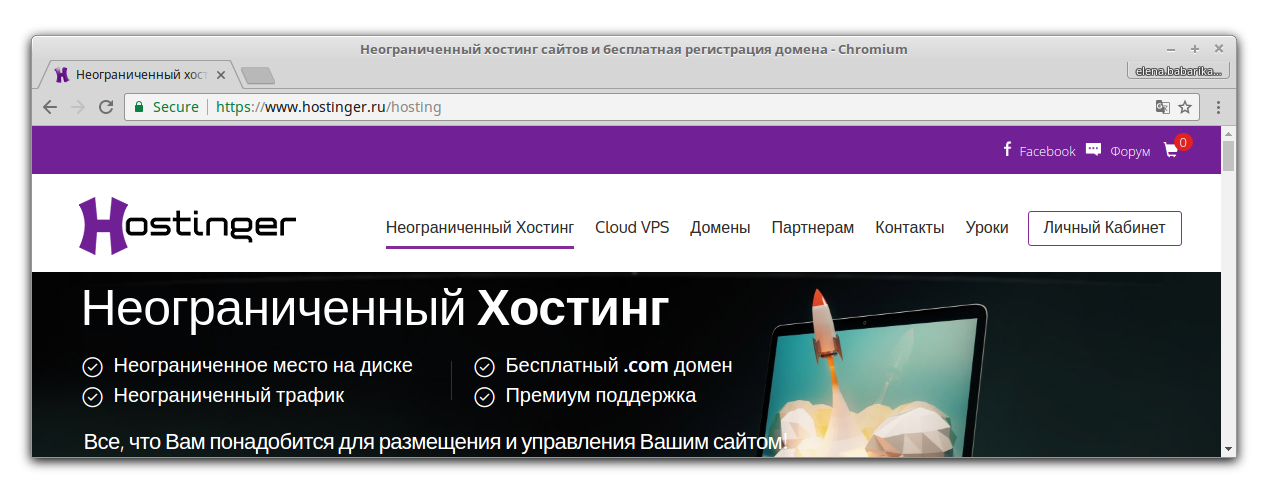 Неограниченный хостинг сайтов и бесплатная регистрация домена - Chromium
Неограниченный хост
elena.babarika...
Secure https://www.hostinger.ru/hosting
Facebook Форум 0
Hostinger
Неограниченный Хостинг Cloud VPS Домены Партнерам Контакты Уроки Личный Кабинет
Неограниченный Хостинг
Неограниченное место на диске Бесплатный .com домен
Неограниченный трафик Премиум поддержка
Все, что Вам понадобится для размещения и управления Вашим сайтом!